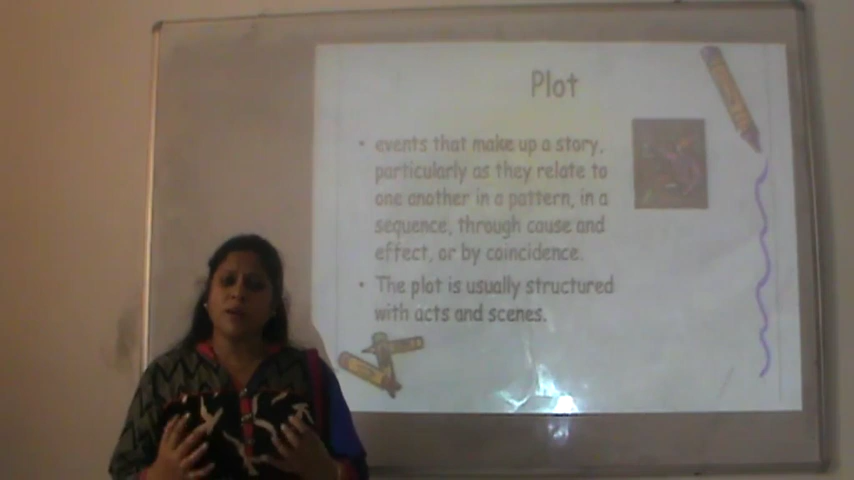 Plot
• events that make up a story,
particularly as they relate to
one another in a pattern, in a
sequence, through cause and
effect, or by coincidence.
• The plot is usually structured
with acts and scenes.